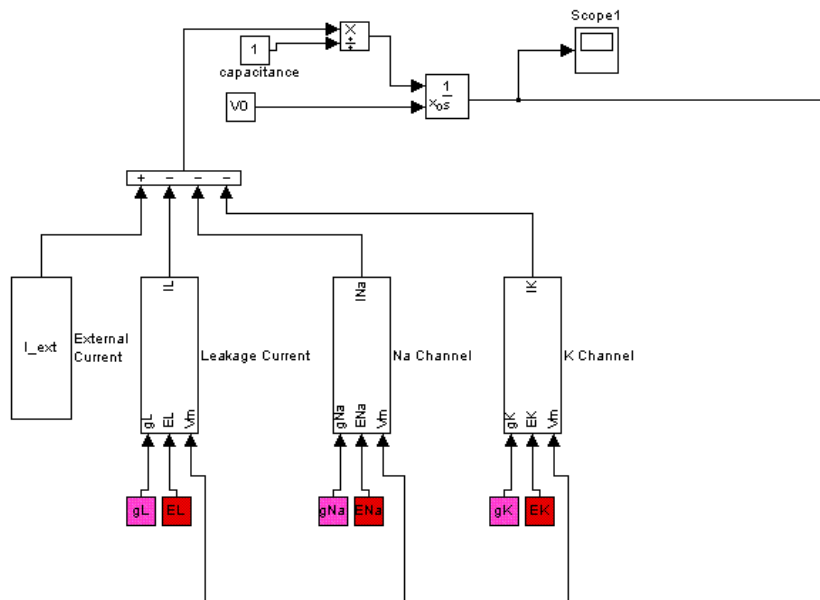 Scope1
×
÷
1
capacitance
1
xo s
V0
+ − − −
I_ext
External
Current
IL
gL EL Vm
Leakage Current
INa
gNa ENa Vm
Na Channel
IK
gK EK Vm
K Channel
gL EL
gNa ENa
gK EK